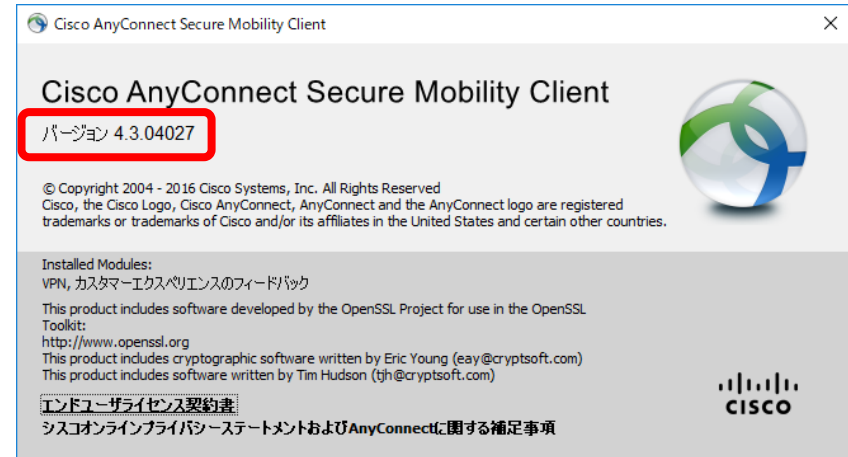 Cisco AnyConnect Secure Mobility Client
Cisco AnyConnect Secure Mobility Client
バージョン 4.3.04027
© Copyright 2004 - 2016 Cisco Systems, Inc. All Rights Reserved
Cisco, the Cisco Logo, Cisco AnyConnect, AnyConnect and the AnyConnect logo are registered
trademarks or trademarks of Cisco and/or its affiliates in the United States and certain other countries.
Installed Modules:
VPN, カスタマーエクスペリエンスのフィードバック
This product includes software developed by the OpenSSL Project for use in the OpenSSL
Toolkit:
http://www.openssl.org
This product includes cryptographic software written by Eric Young (eay@cryptsoft.com)
This product includes software written by Tim Hudson (tjh@cryptsoft.com)
エンドユーザライセンス契約書
シスコオンラインプライバシーステートメントおよびAnyConnectに関する補足事項
CISCO